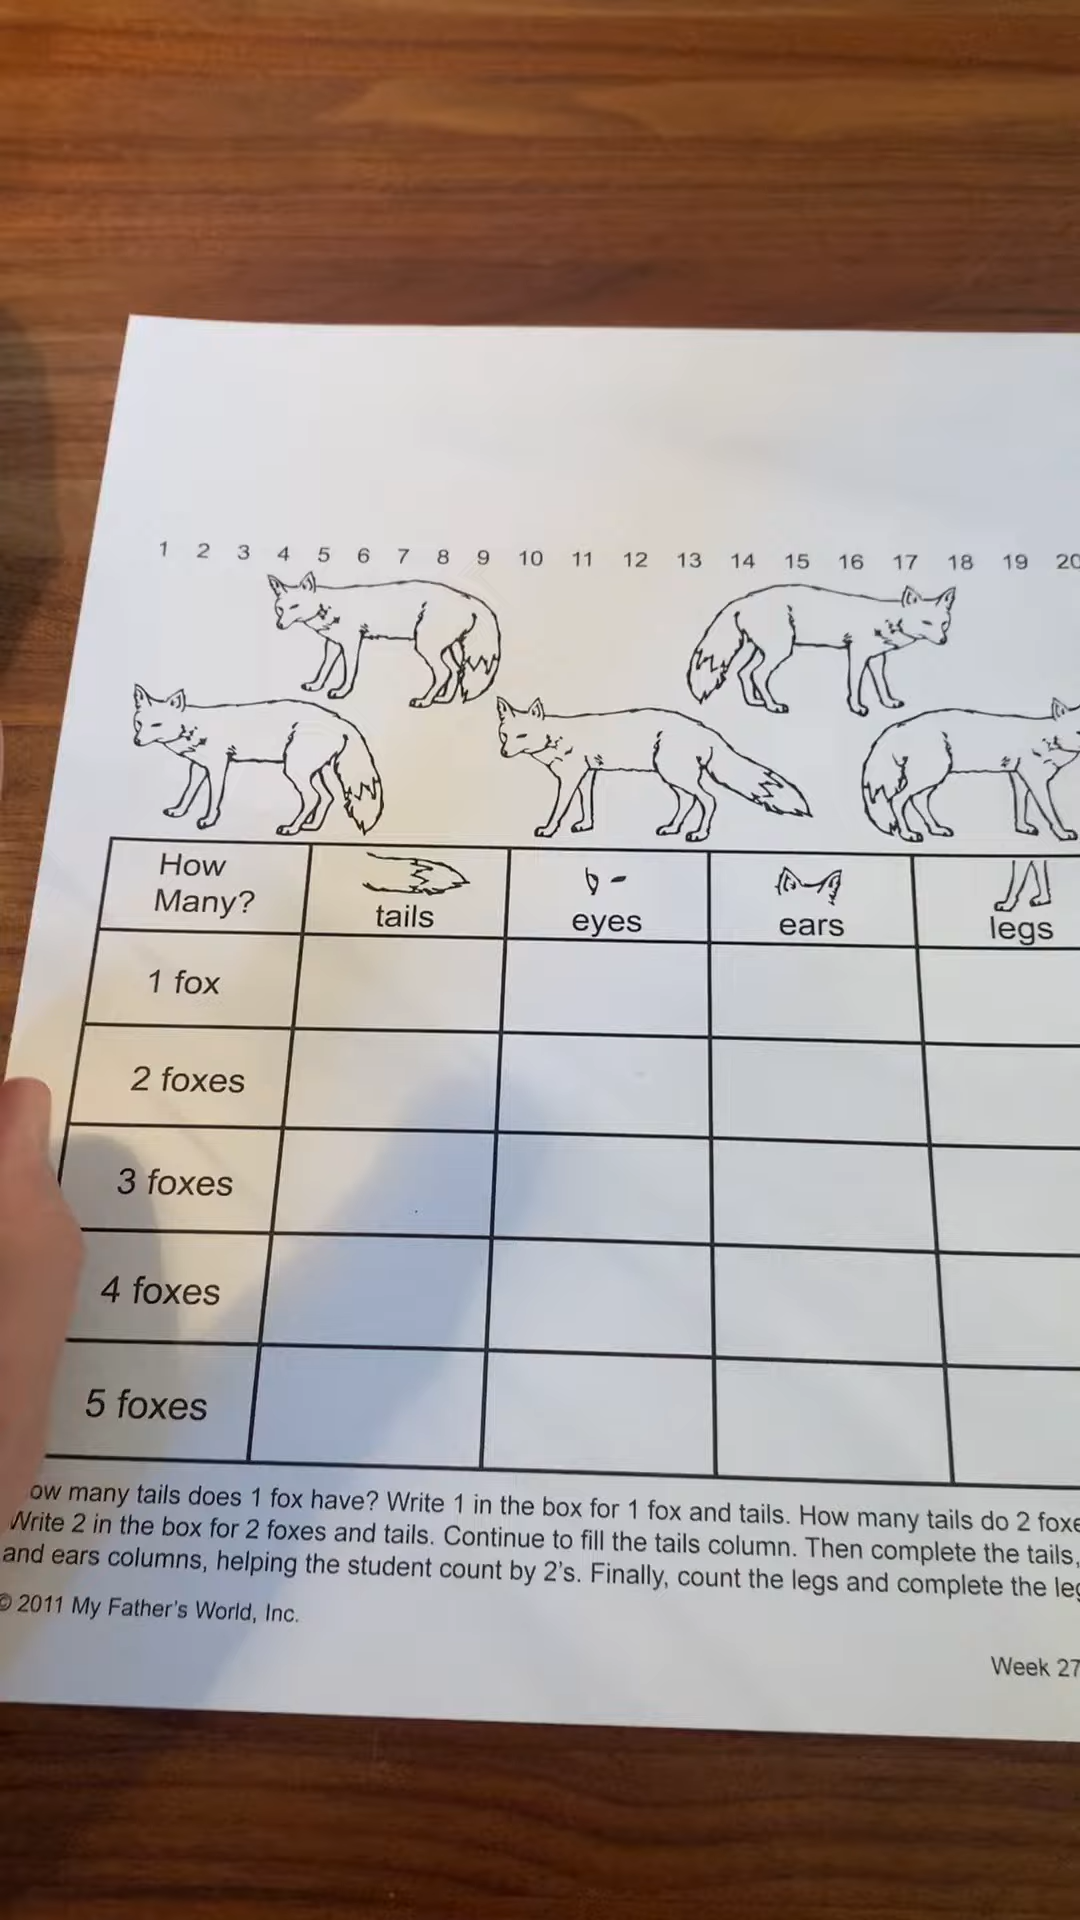 1 2 3 4 5 6 7 8 9 10 11 12 13 14 15 16 17 18 19 20
How Many?
tails
eyes
ears
legs
1 fox
2 foxes
3 foxes
4 foxes
5 foxes
ow many tails does 1 fox have? Write 1 in the box for 1 fox and tails. How many tails do 2 foxe
Write 2 in the box for 2 foxes and tails. Continue to fill the tails column. Then complete the tails,
and ears columns, helping the student count by 2's. Finally, count the legs and complete the leg
© 2011 My Father's World, Inc.
Week 27